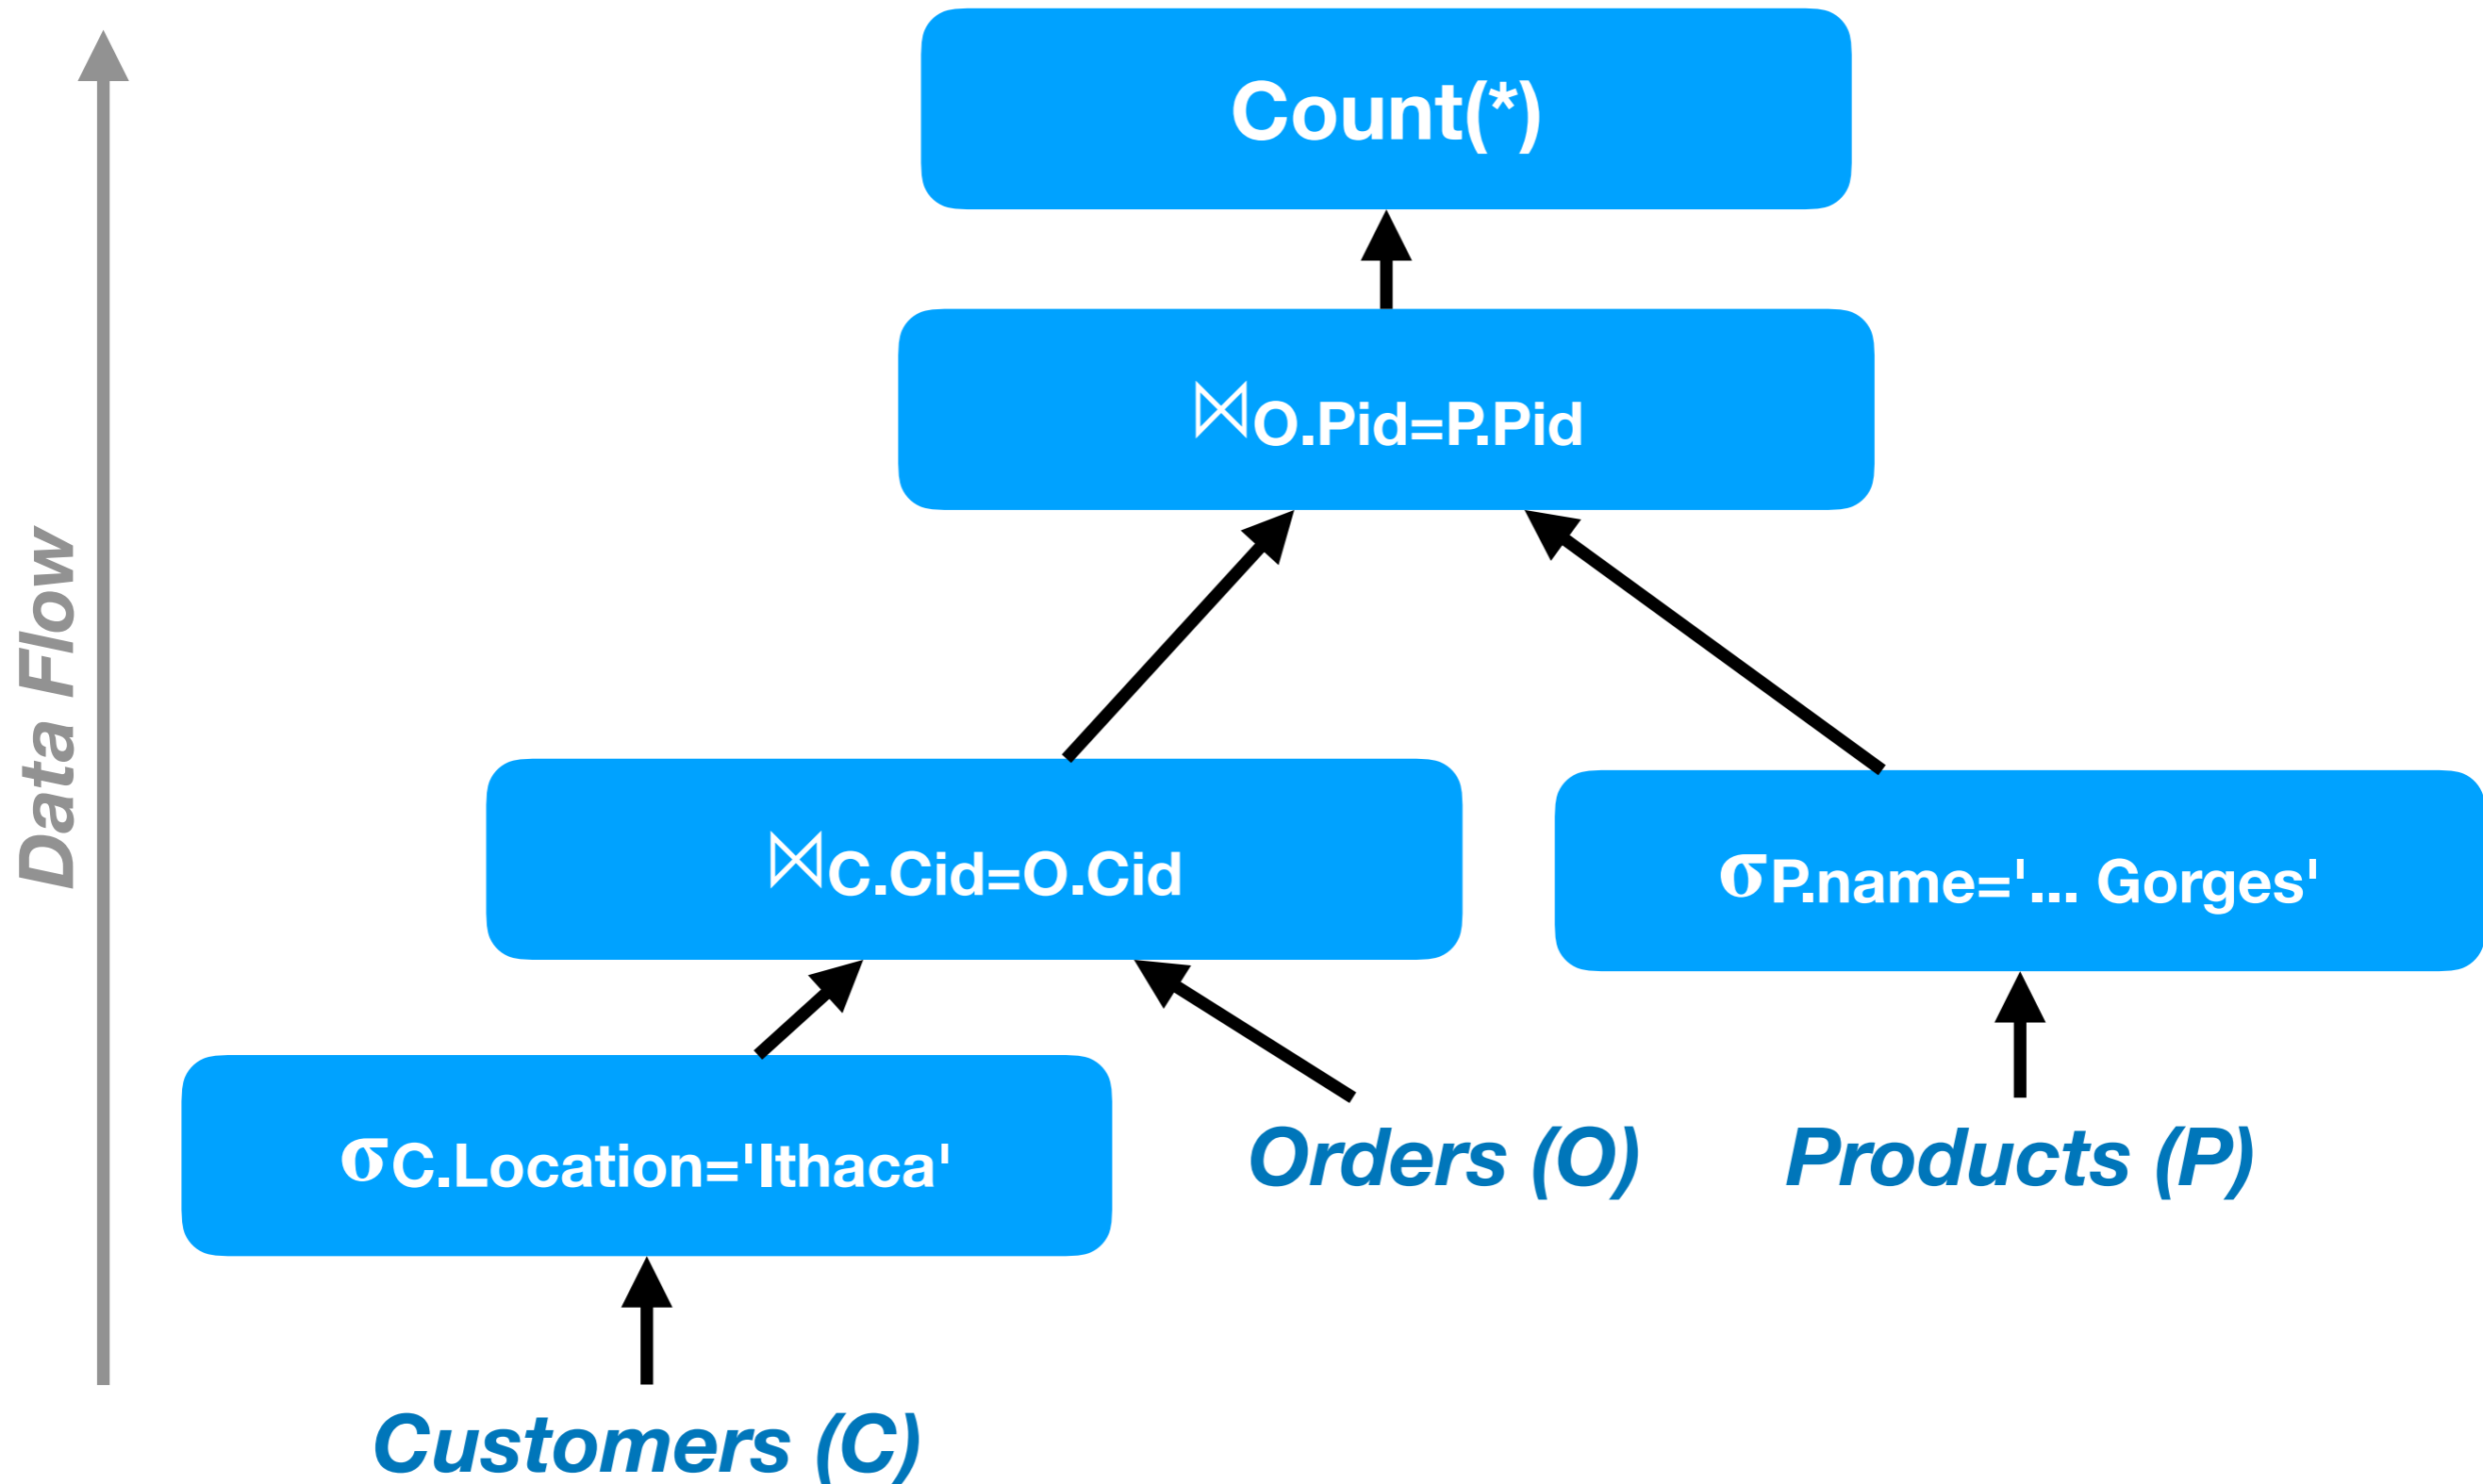 Count(*)
⋈O.Pid=P.Pid
Data Flow
⋈C.Cid=O.Cid
σP.name='... Gorges'
σC.Location='Ithaca'
Orders (O)
Products (P)
Customers (C)